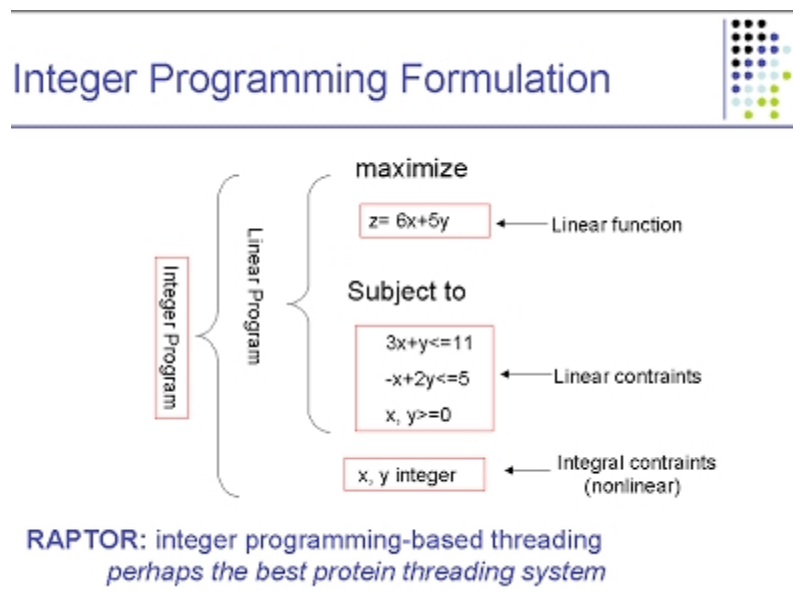 Integer Programming Formulation
maximize
z= 6x+5y
Linear function
Linear Program
Integer Program
Subject to
3x+y<=11
-x+2y<=5
x, y>=0
Linear contraints
x, y integer
Integral contraints
(nonlinear)
RAPTOR: integer programming-based threading
perhaps the best protein threading system